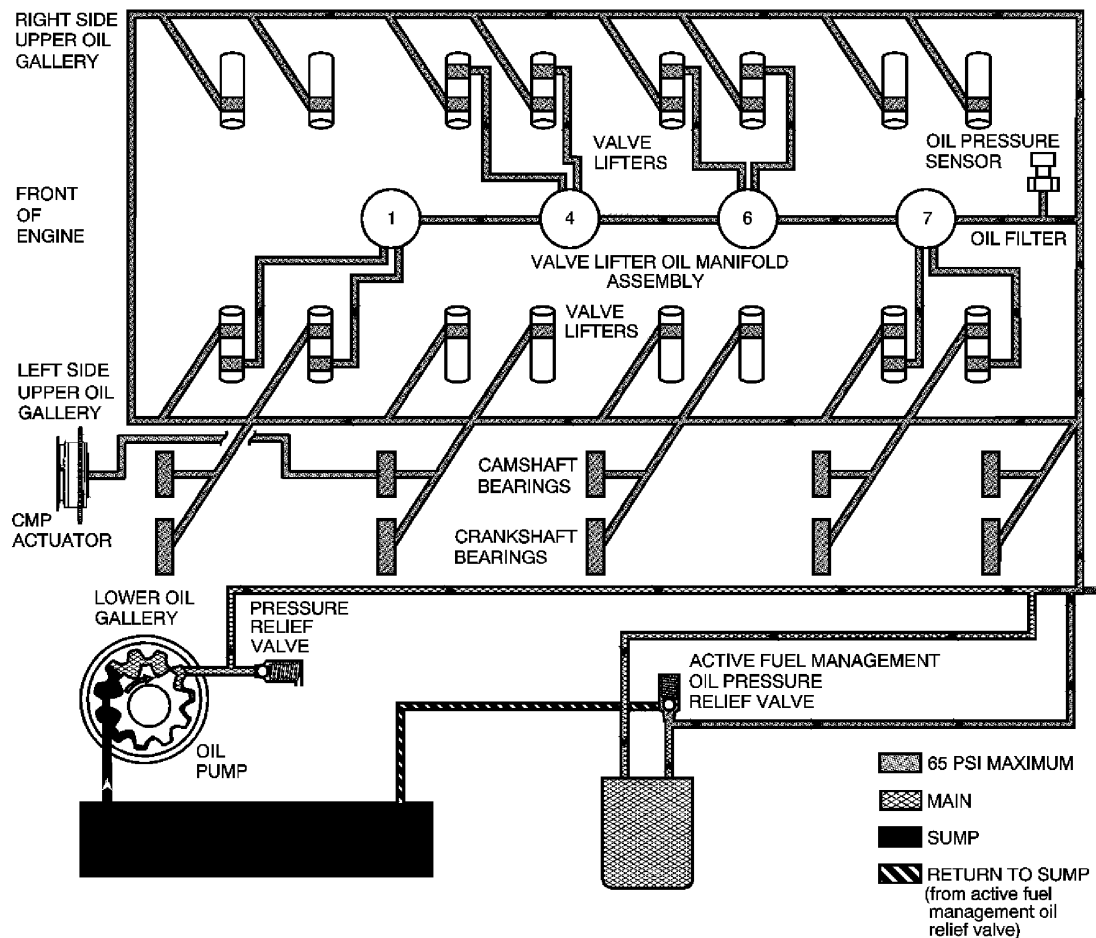 RIGHT SIDE
UPPER OIL
GALLERY
VALVE
LIFTERS
OIL PRESSURE
SENSOR
FRONT
OF
ENGINE
1
4
6
7
OIL FILTER
VALVE LIFTER OIL MANIFOLD
ASSEMBLY
VALVE
LIFTERS
LEFT SIDE
UPPER OIL
GALLERY
CAMSHAFT
BEARINGS
CMP
ACTUATOR
CRANKSHAFT
BEARINGS
LOWER OIL
GALLERY
PRESSURE
RELIEF
VALVE
ACTIVE FUEL MANAGEMENT
OIL PRESSURE
RELIEF VALVE
OIL
PUMP
65 PSI MAXIMUM
MAIN
SUMP
RETURN TO SUMP
(from active fuel
management oil
relief valve)